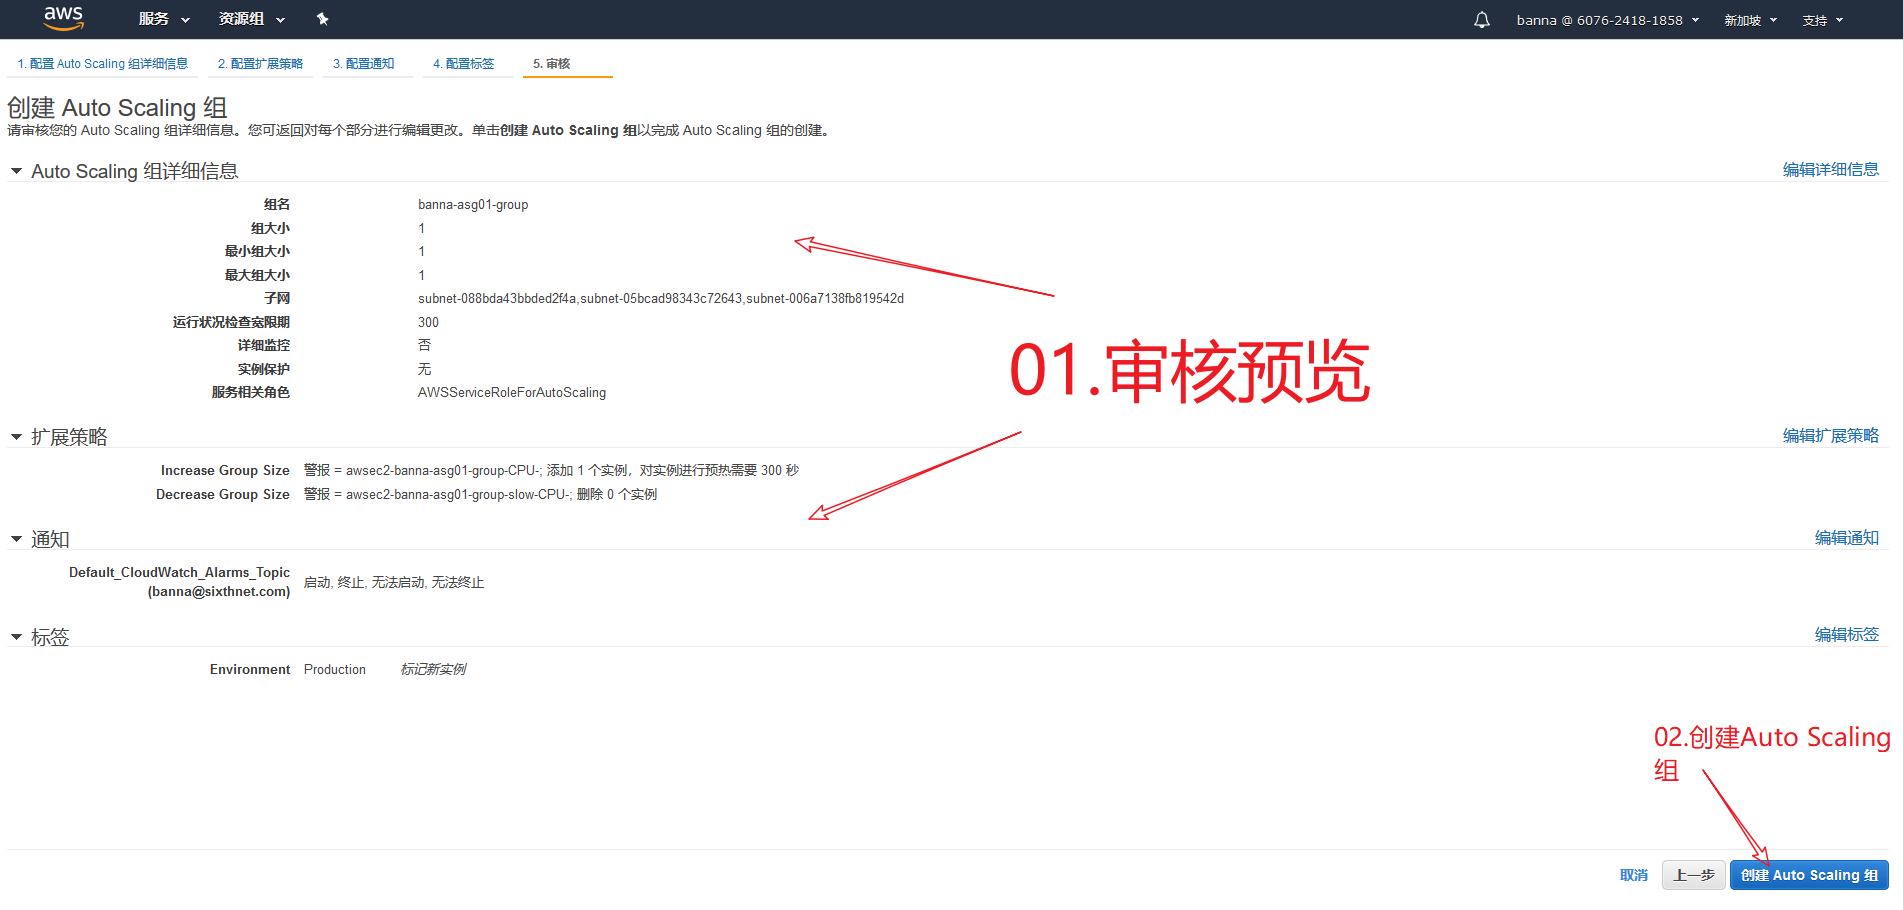 aws 服务 资源组 banna @ 6076-2418-1858 新加坡 支持
1. 配置 Auto Scaling 组详细信息 2. 配置扩展策略 3. 配置通知 4. 配置标签 5. 审核
创建 Auto Scaling 组
请审核您的 Auto Scaling 组详细信息。您可返回对每个部分进行编辑更改。单击创建 Auto Scaling 组以完成 Auto Scaling 组的创建。
Auto Scaling 组详细信息 编辑详细信息
组名 banna-asg01-group
组大小 1
最小组大小 1
最大组大小 1
子网 subnet-088bda43bbded2f4a,subnet-05bcad98343c72643,subnet-006a7138fb819542d
运行状况检查宽限期 300
详细监控 否
实例保护 无
服务相关角色 AWSServiceRoleForAutoScaling
01.审核预览
扩展策略 编辑扩展策略
Increase Group Size 警报 = awsec2-banna-asg01-group-CPU-; 添加 1 个实例，对实例进行预热需要 300 秒
Decrease Group Size 警报 = awsec2-banna-asg01-group-slow-CPU-; 删除 0 个实例
通知 编辑通知
Default_CloudWatch_Alarms_Topic
(banna@sixthnet.com) 启动, 终止, 无法启动, 无法终止
标签 编辑标签
Environment Production 标记新实例
02.创建Auto Scaling
组
取消 上一步 创建 Auto Scaling 组